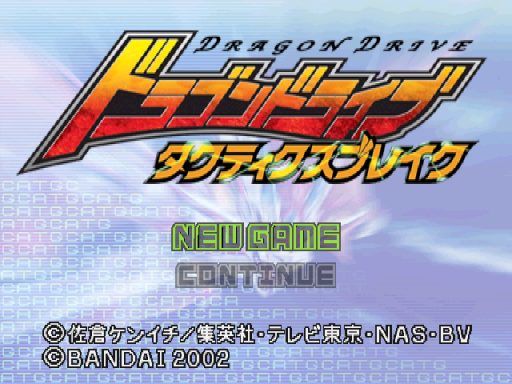 DRAGON DRIVE
ドラゴンドライブ
タクティクスブレイク
NEW GAME
CONTINUE
©佐倉ケンイチ/集英社・テレビ東京・NAS・BV
©BANDAI 2002